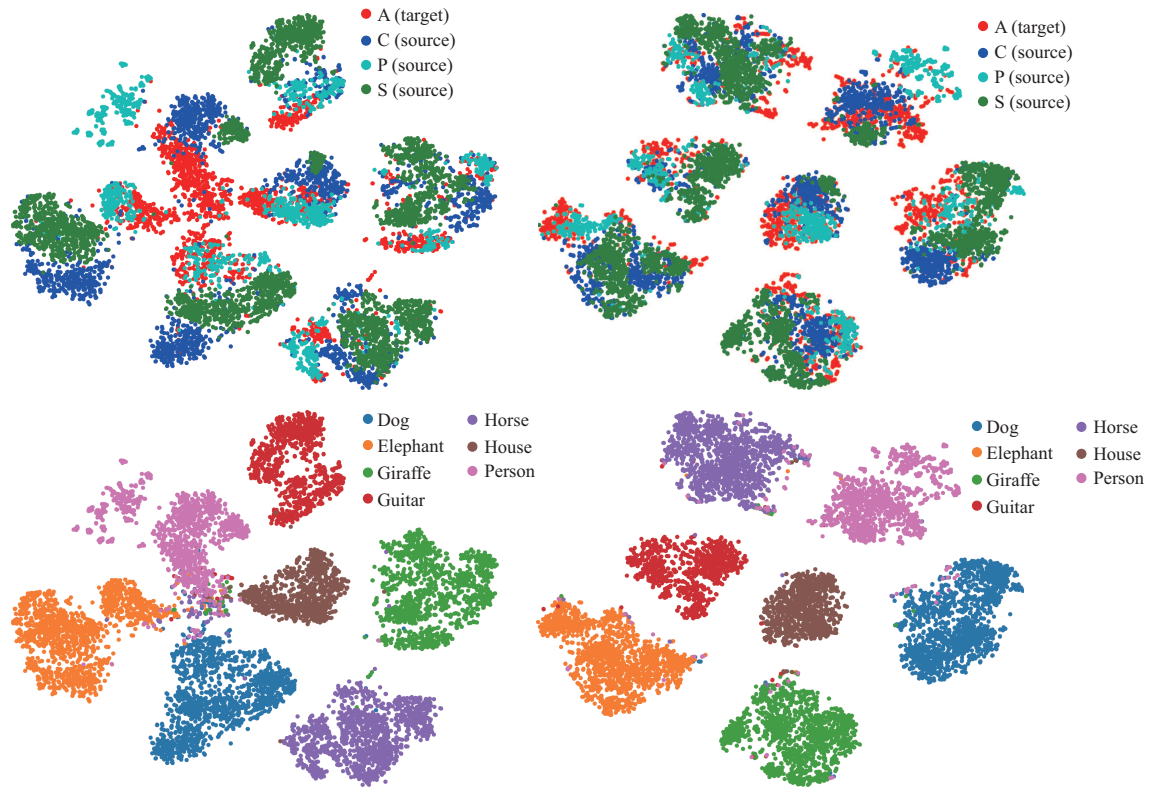 A (target)
C (source)
P (source)
S (source)
A (target)
C (source)
P (source)
S (source)
Dog
Horse
Elephant
House
Giraffe
Person
Guitar
Dog
Horse
Elephant
House
Giraffe
Person
Guitar